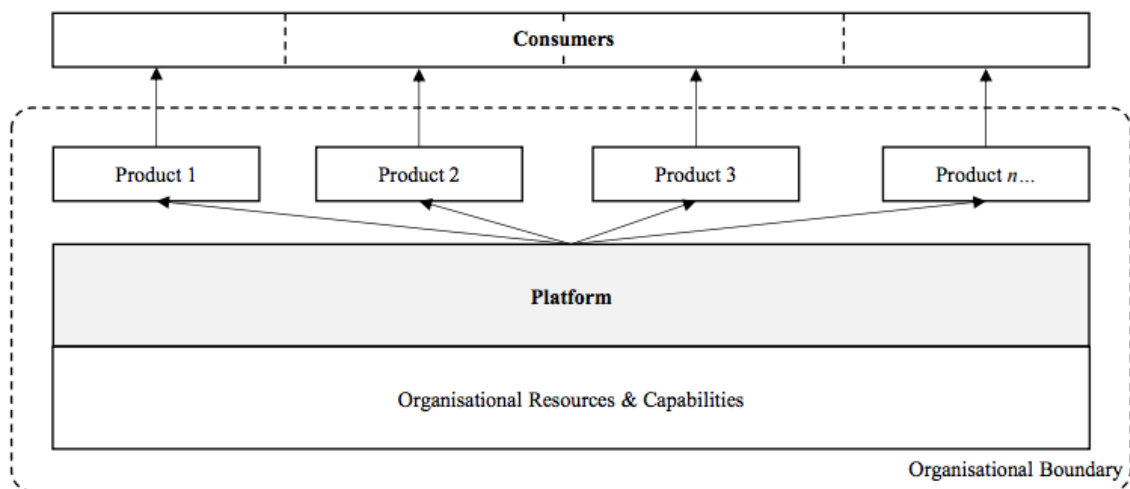 Consumers
Product 1
Product 2
Product 3
Product n...
Platform
Organisational Resources & Capabilities
Organisational Boundary